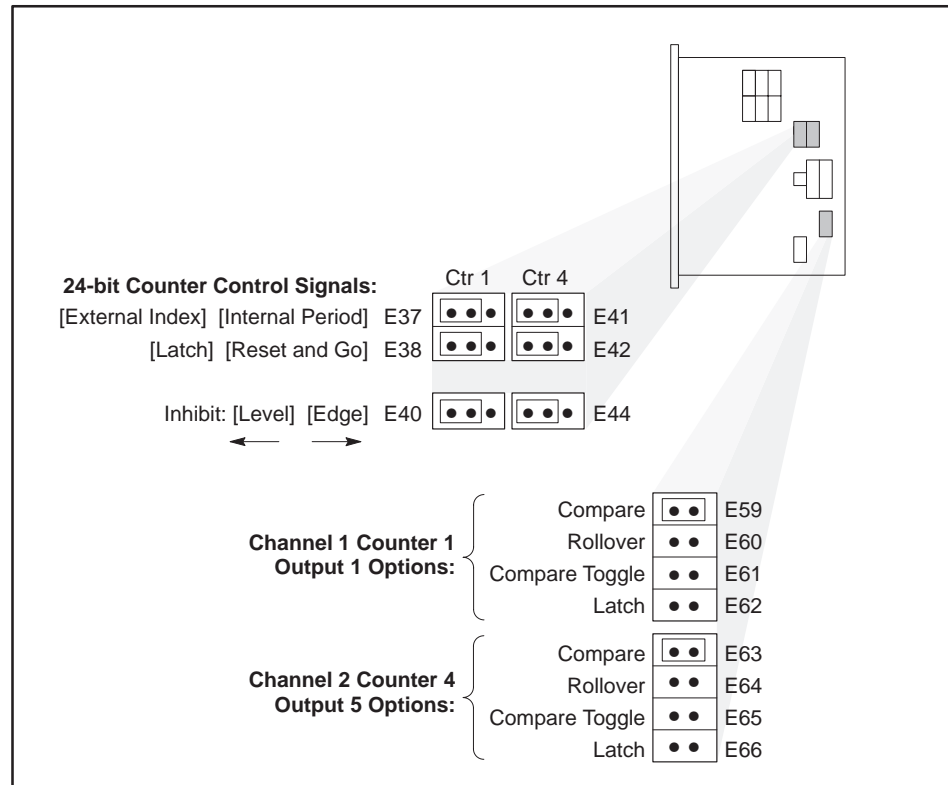 Ctr 1 Ctr 4
24-bit Counter Control Signals:
[External Index] [Internal Period] E37 E41
[Latch] [Reset and Go] E38 E42
Inhibit: [Level] [Edge] E40 E44
Channel 1 Counter 1
Output 1 Options:
Compare E59
Rollover E60
Compare Toggle E61
Latch E62
Channel 2 Counter 4
Output 5 Options:
Compare E63
Rollover E64
Compare Toggle E65
Latch E66